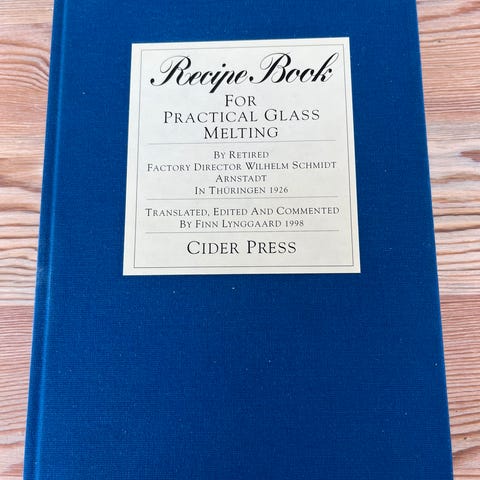 Recipe Book
FOR
PRACTICAL GLASS
MELTING
BY RETIRED
FACTORY DIRECTOR WILHELM SCHMIDT
ARNSTADT
IN THÜRINGEN 1926
TRANSLATED, EDITED AND COMMENTED
BY FINN LYNGGAARD 1998
CIDER PRESS